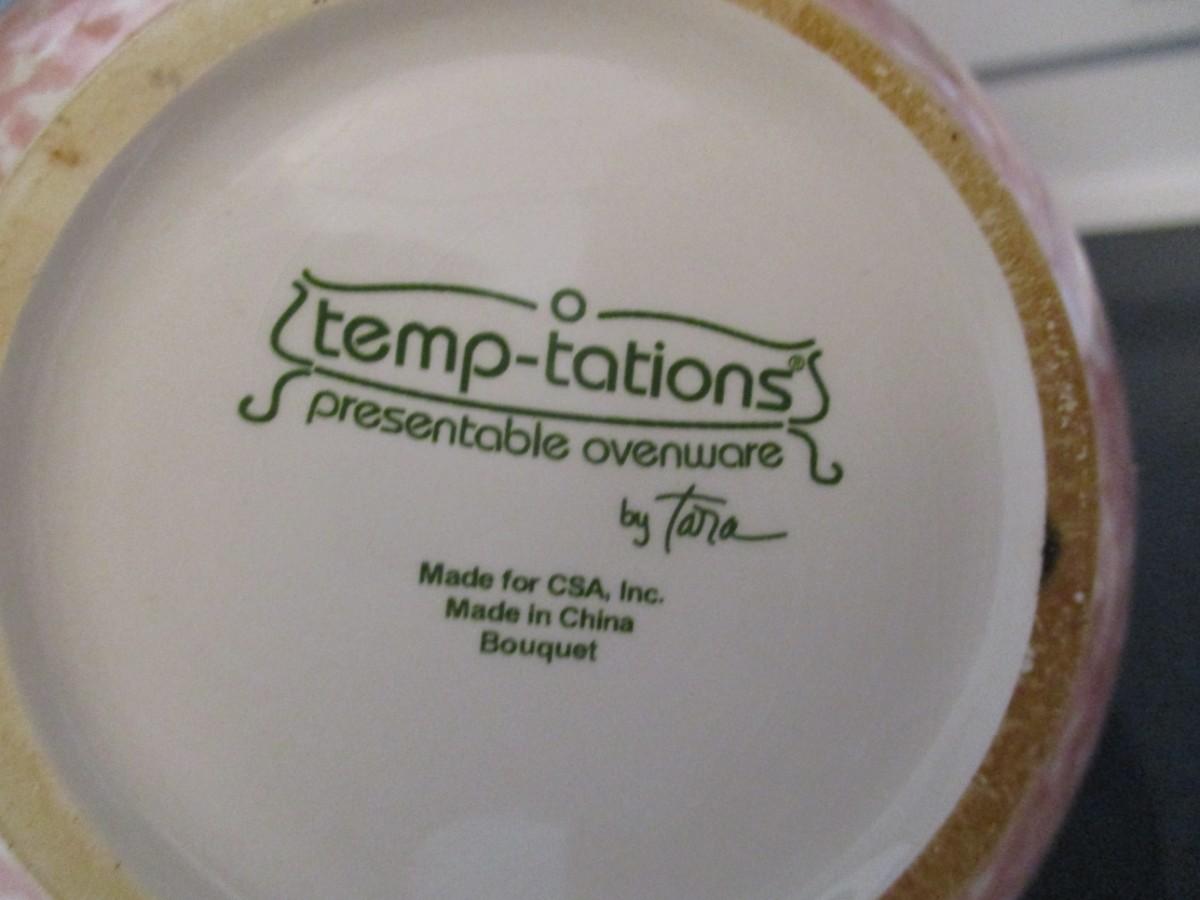 temp-tations®
presentable ovenware
by Tara
Made for CSA, Inc.
Made in China
Bouquet